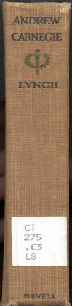 ANDREW
CARNEGIE
LYNCH
CT
275
.C3
L8
REVELL